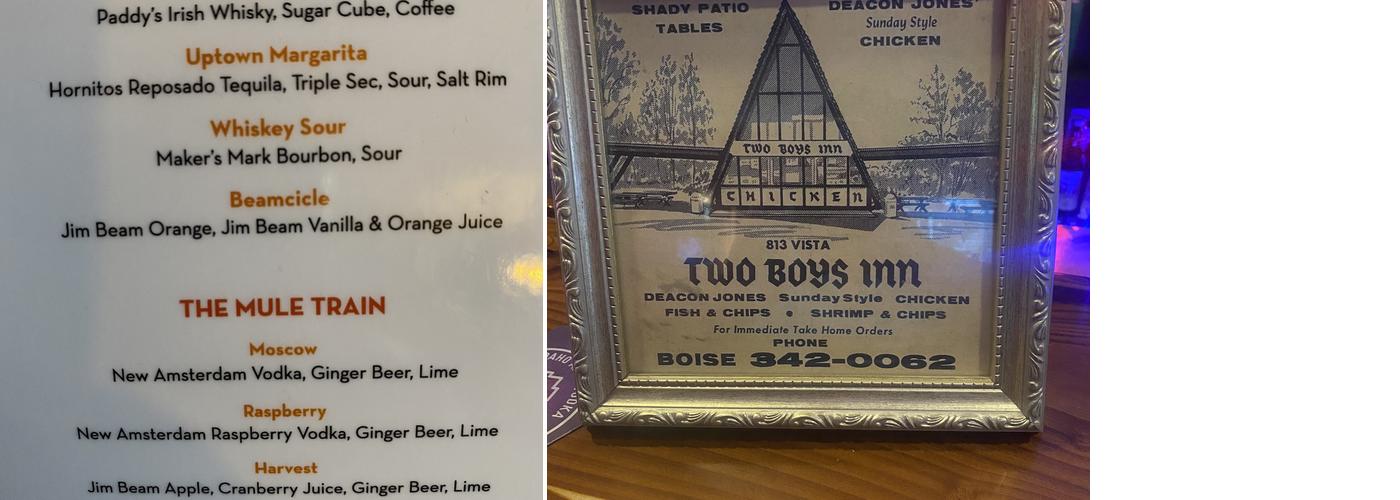 Paddy's Irish Whisky, Sugar Cube, Coffee
Uptown Margarita
Hornitos Reposado Tequila, Triple Sec, Sour, Salt Rim
Whiskey Sour
Maker's Mark Bourbon, Sour
Beamcicle
Jim Beam Orange, Jim Beam Vanilla & Orange Juice
THE MULE TRAIN
Moscow
New Amsterdam Vodka, Ginger Beer, Lime
Raspberry
New Amsterdam Raspberry Vodka, Ginger Beer, Lime
Harvest
Jim Beam Apple, Cranberry Juice, Ginger Beer, Lime
SHADY PATIO
TABLES
DEACON JONES'
Sunday Style
CHICKEN
TWO BOYS INN
CHICKEN
813 VISTA
TWO BOYS INN
DEACON JONES Sunday Style CHICKEN
FISH & CHIPS • SHRIMP & CHIPS
For Immediate Take Home Orders
PHONE
BOISE 342-0062